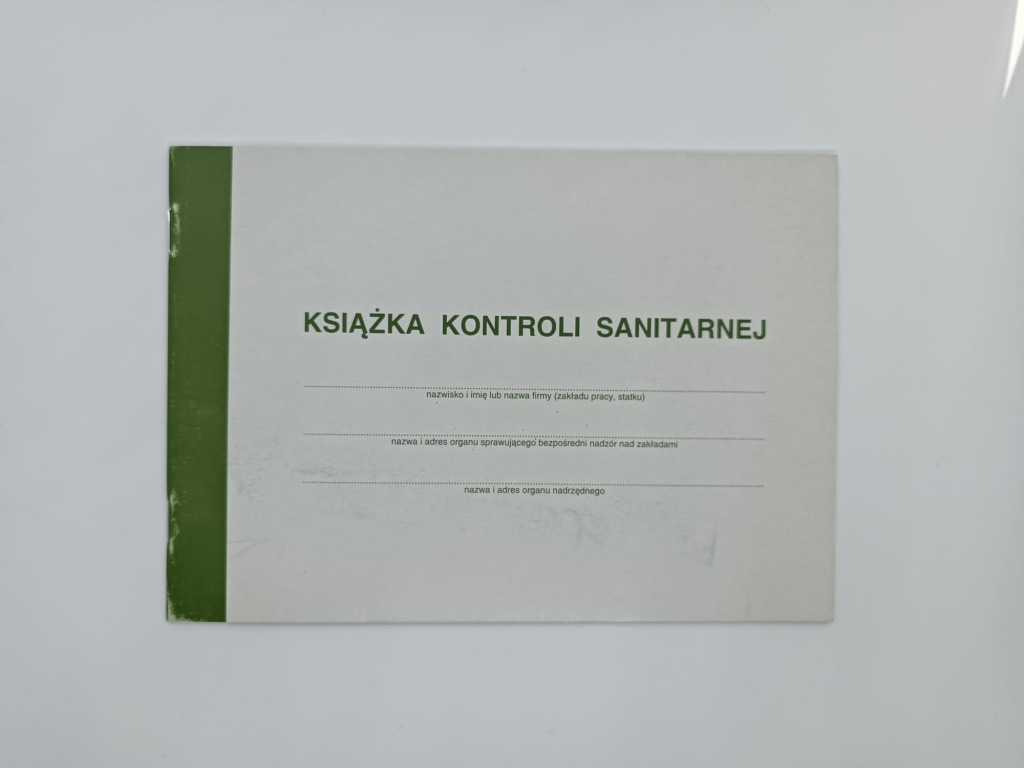 KSIĄŻKA KONTROLI SANITARNEJ
nazwisko i imię lub nazwa firmy (zakładu pracy, statku)
nazwa i adres organu sprawującego bezpośredni nadzór nad zakładami
nazwa i adres organu nadrzędnego